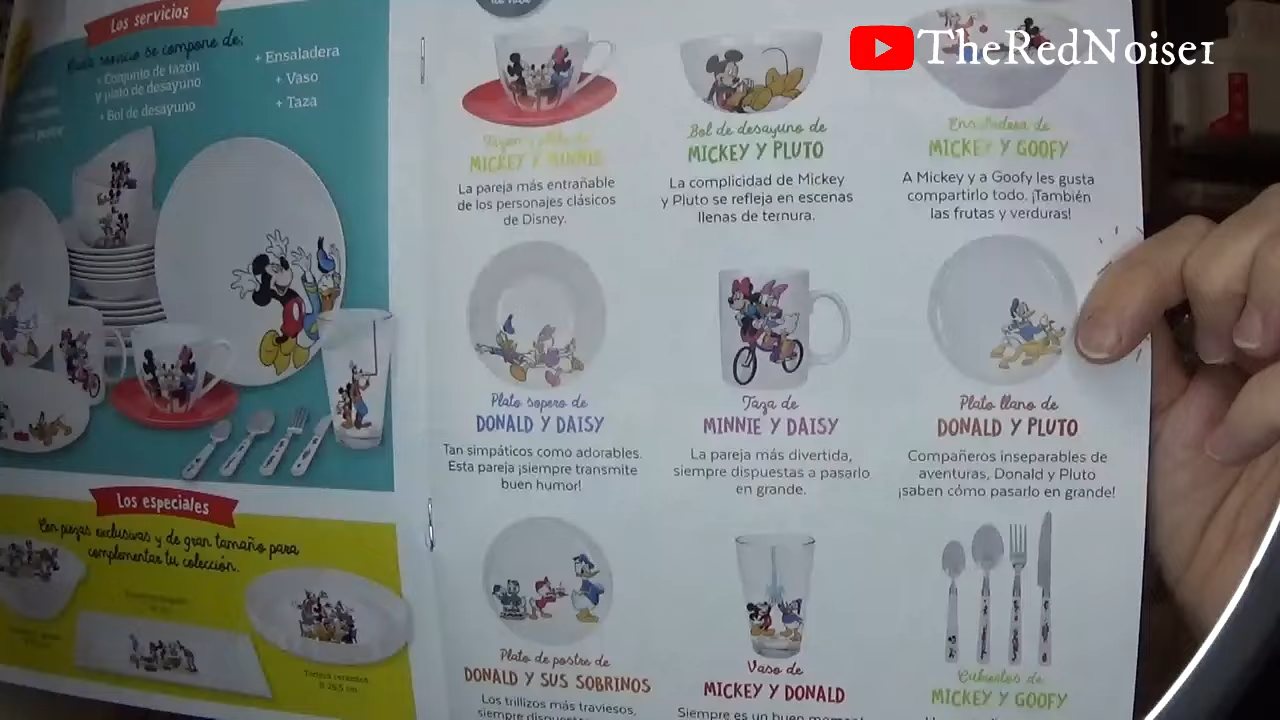 TheRedNoise1
Los servicios
Cada servicio se compone de:
+ Conjunto de tazón
y plato de desayuno
+ Bol de desayuno
+ Ensaladera
+ Vaso
+ Taza
Los especiales
Con piezas exclusivas y de gran tamaño para
complementar tu colección.
MICKEY Y MINNIE
La pareja más entrañable
de los personajes clásicos
de Disney.
Bol de desayuno de
MICKEY Y PLUTO
La complicidad de Mickey
y Pluto se refleja en escenas
llenas de ternura.
Ensaladera de
MICKEY Y GOOFY
A Mickey y a Goofy les gusta
compartirlo todo. ¡También
las frutas y verduras!
Plato sopero de
DONALD Y DAISY
Tan simpáticos como adorables.
Esta pareja ¡siempre transmite
buen humor!
Taza de
MINNIE Y DAISY
La pareja más divertida,
siempre dispuestas a pasarlo
en grande.
Plato llano de
DONALD Y PLUTO
Compañeros inseparables de
aventuras, Donald y Pluto
¡saben cómo pasarlo en grande!
Plato de postre de
DONALD Y SUS SOBRINOS
Los trillizos más traviesos,
siempre
Vaso de
MICKEY Y DONALD
Siempre es un buen
Cubiertos de
MICKEY Y GOOFY